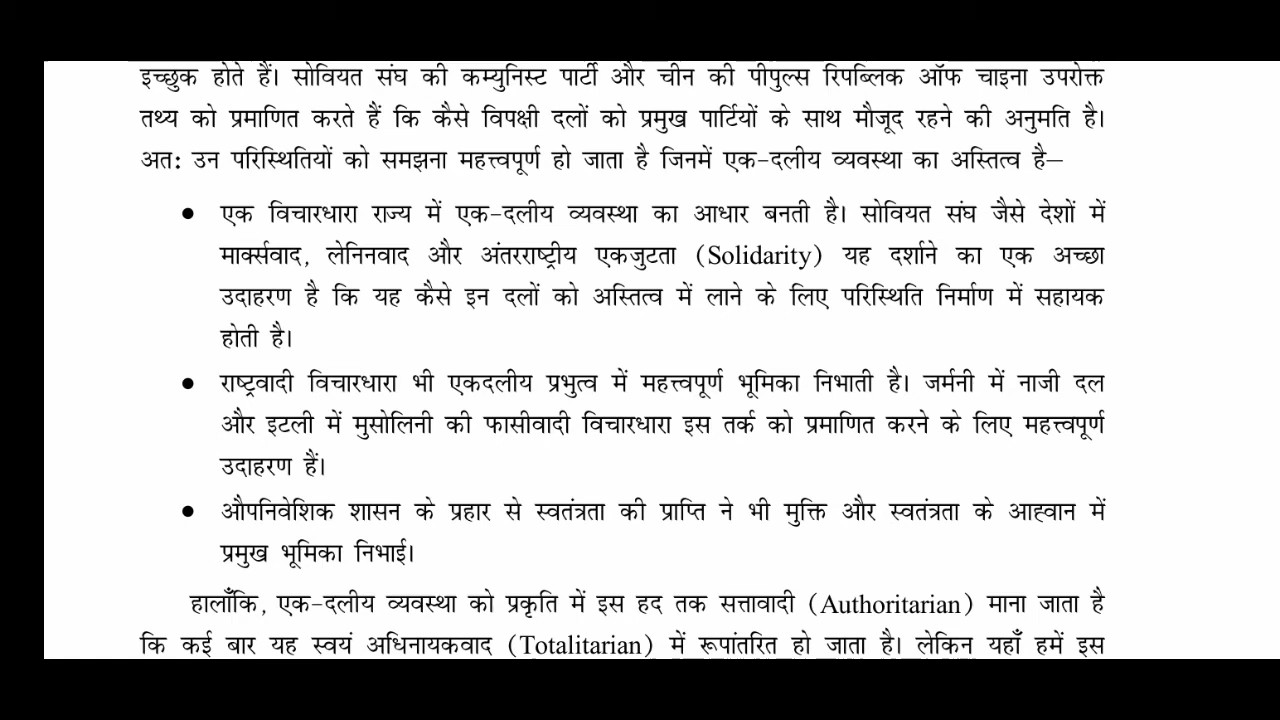 इच्छुक होते हैं। सोवियत संघ की कम्युनिस्ट पार्टी और चीन की पीपुल्स रिपब्लिक ऑफ चाइना उपरोक्त
तथ्य को प्रमाणित करते हैं कि कैसे विपक्षी दलों को प्रमुख पार्टियों के साथ मौजूद रहने की अनुमति है।
अत: उन परिस्थितियों को समझना महत्त्वपूर्ण हो जाता है जिनमें एक-दलीय व्यवस्था का अस्तित्व है—
● एक विचारधारा राज्य में एक-दलीय व्यवस्था का आधार बनती है। सोवियत संघ जैसे देशों में
मार्क्सवाद, लेनिनवाद और अंतरराष्ट्रीय एकजुटता (Solidarity) यह दर्शाने का एक अच्छा
उदाहरण है कि यह कैसे इन दलों को अस्तित्व में लाने के लिए परिस्थिति निर्माण में सहायक
होती है।
● राष्ट्रवादी विचारधारा भी एकदलीय प्रभुत्व में महत्त्वपूर्ण भूमिका निभाती है। जर्मनी में नाजी दल
और इटली में मुसोलिनी की फासीवादी विचारधारा इस तर्क को प्रमाणित करने के लिए महत्त्वपूर्ण
उदाहरण हैं।
● औपनिवेशिक शासन के प्रहार से स्वतंत्रता की प्राप्ति ने भी मुक्ति और स्वतंत्रता के आह्वान में
प्रमुख भूमिका निभाई।
हालाँकि, एक-दलीय व्यवस्था को प्रकृति में इस हद तक सत्तावादी (Authoritarian) माना जाता है
कि कई बार यह स्वयं अधिनायकवाद (Totalitarian) में रूपांतरित हो जाता है। लेकिन यहाँ हमें इस